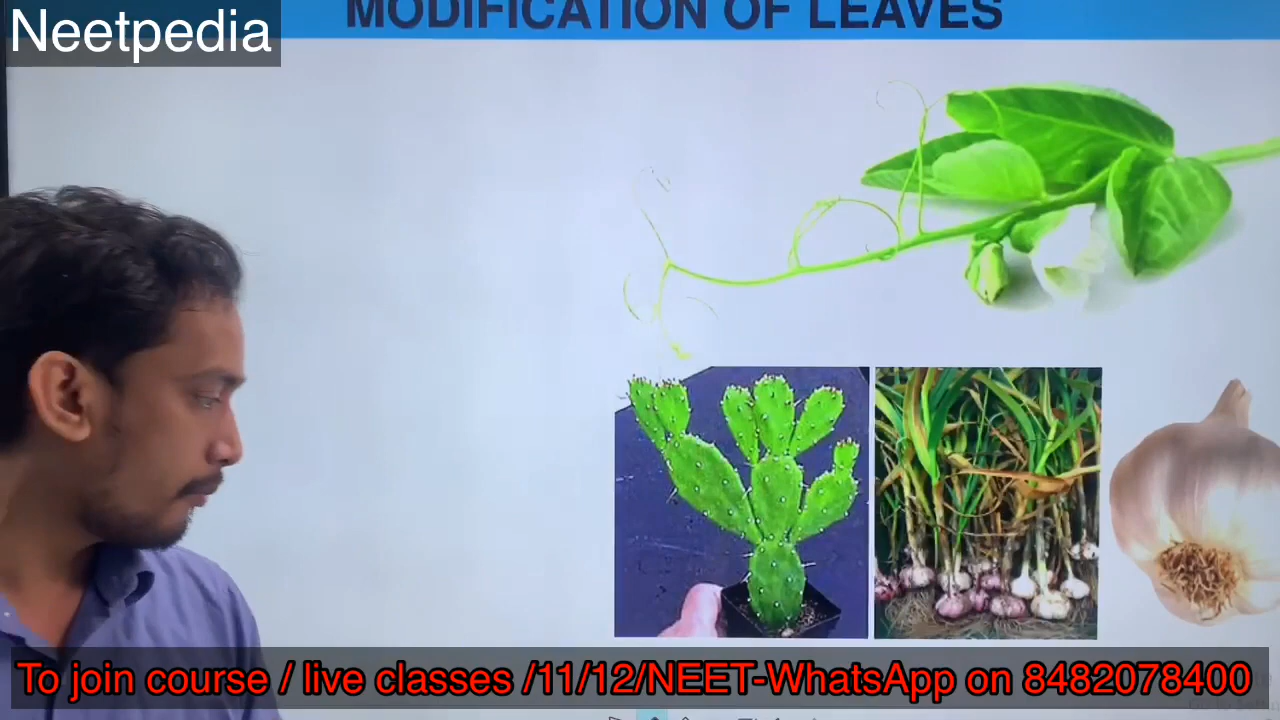 MODIFICATION OF LEAVES
Neetpedia
To join course / live classes /11/12/NEET-WhatsApp on 8482078400